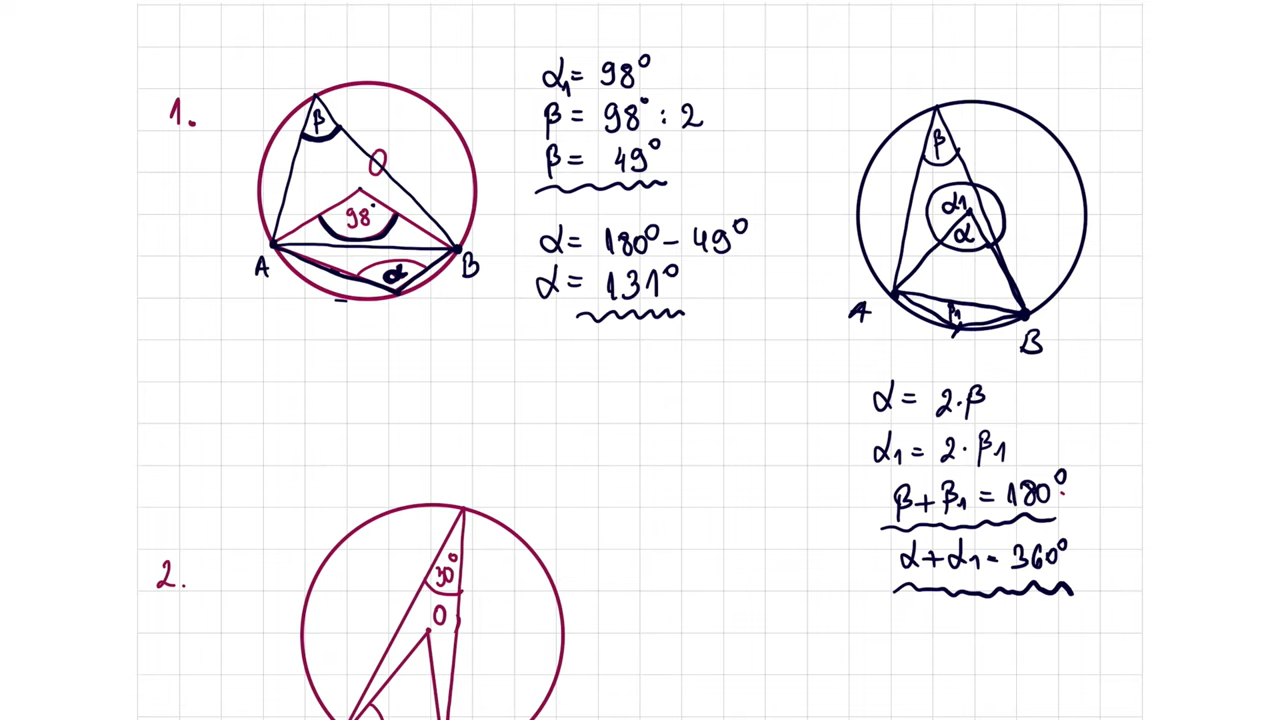 1.
β
O
98°
α
A
B
α₁ = 98°
β = 98° : 2
β = 49°
α = 180° - 49°
α = 131°
β
α1
α
β1
A
B
α = 2·β
α1 = 2·β1
β + β1 = 180°
α + α1 = 360°
2.
30°
O